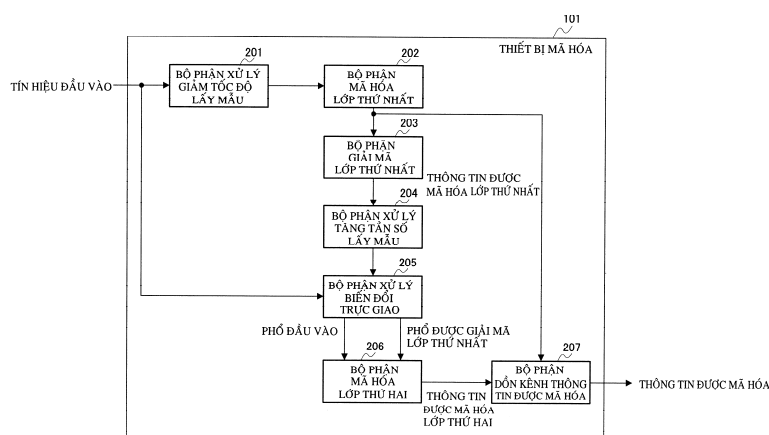 101
THIẾT BỊ MÃ HÓA
TÍN HIỆU ĐẦU VÀO
201
BỘ PHẬN XỬ LÝ
GIẢM TỐC ĐỘ
LẤY MẪU
202
BỘ PHẬN
MÃ HÓA
LỚP THỨ NHẤT
203
BỘ PHẬN
GIẢI MÃ
LỚP THỨ NHẤT
THÔNG TIN ĐƯỢC
MÃ HÓA LỚP THỨ NHẤT
204
BỘ PHẬN XỬ LÝ
TĂNG TẦN SỐ
LẤY MẪU
205
BỘ PHẬN XỬ LÝ
BIẾN ĐỔI
TRỰC GIAO
PHỔ ĐẦU VÀO
PHỔ ĐƯỢC GIẢI MÃ
LỚP THỨ NHẤT
206
BỘ PHẬN
MÃ HÓA
LỚP THỨ HAI
THÔNG TIN
ĐƯỢC MÃ HÓA
LỚP THỨ HAI
207
BỘ PHẬN
DỒN KÊNH THÔNG
TIN ĐƯỢC MÃ HÓA
THÔNG TIN ĐƯỢC MÃ HÓA